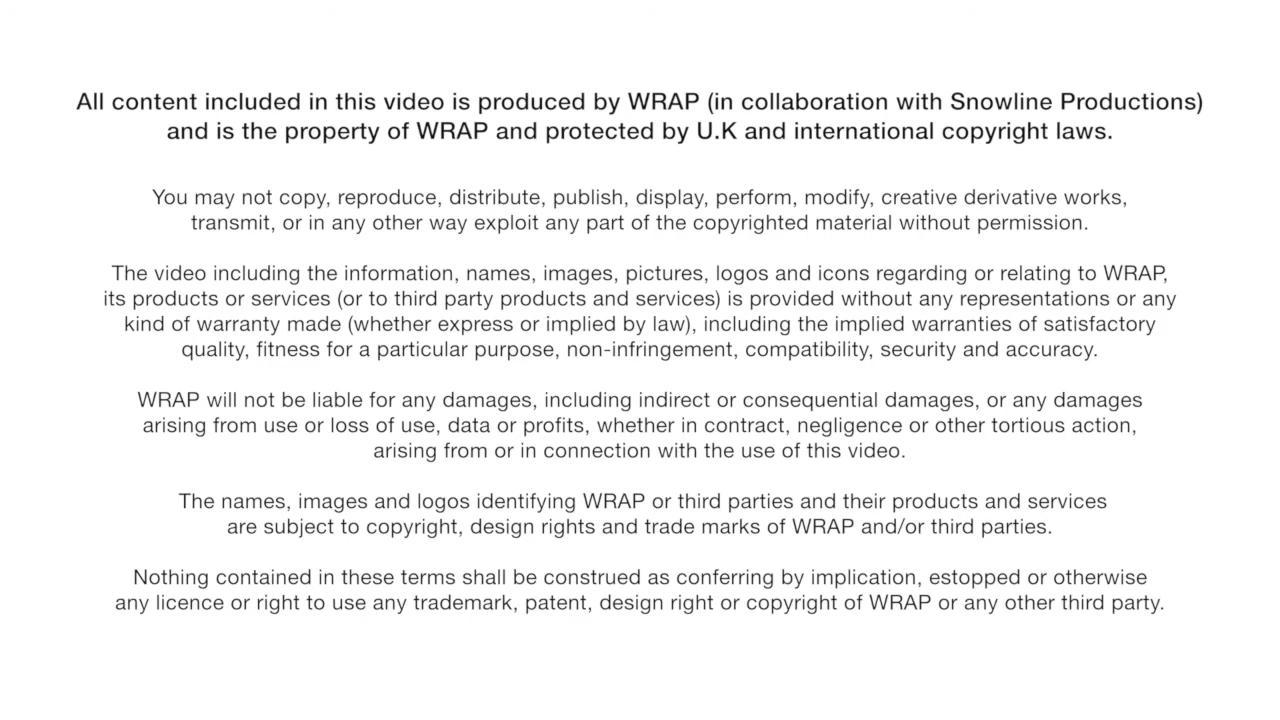 All content included in this video is produced by WRAP (in collaboration with Snowline Productions)
and is the property of WRAP and protected by U.K and international copyright laws.
You may not copy, reproduce, distribute, publish, display, perform, modify, creative derivative works,
transmit, or in any other way exploit any part of the copyrighted material without permission.
The video including the information, names, images, pictures, logos and icons regarding or relating to WRAP,
its products or services (or to third party products and services) is provided without any representations or any
kind of warranty made (whether express or implied by law), including the implied warranties of satisfactory
quality, fitness for a particular purpose, non-infringement, compatibility, security and accuracy.
WRAP will not be liable for any damages, including indirect or consequential damages, or any damages
arising from use or loss of use, data or profits, whether in contract, negligence or other tortious action,
arising from or in connection with the use of this video.
The names, images and logos identifying WRAP or third parties and their products and services
are subject to copyright, design rights and trade marks of WRAP and/or third parties.
Nothing contained in these terms shall be construed as conferring by implication, estopped or otherwise
any licence or right to use any trademark, patent, design right or copyright of WRAP or any other third party.